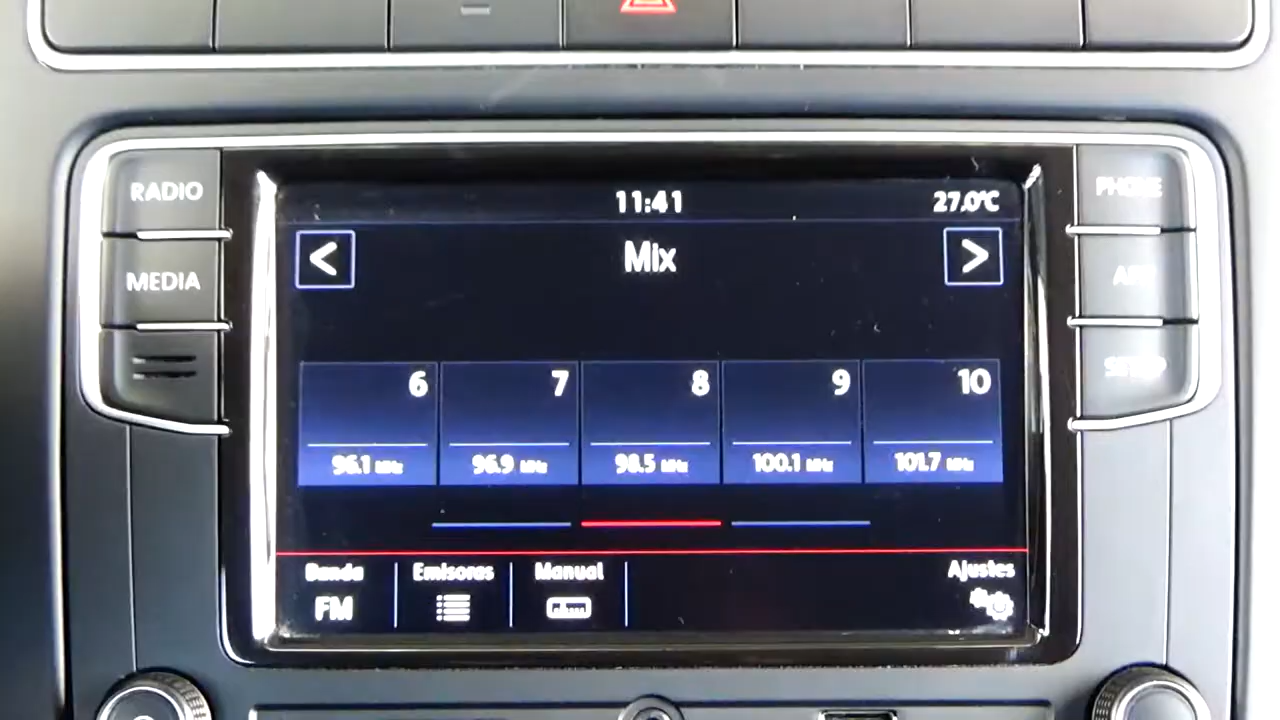 RADIO
MEDIA
PHONE
SETUP
11:41
27.0°C
<
Mix
>
6
7
8
9
10
96.1 MHz
96.9 MHz
98.5 MHz
100.1 MHz
101.7 MHz
Banda
Emisoras
Manual
Ajustes
FM